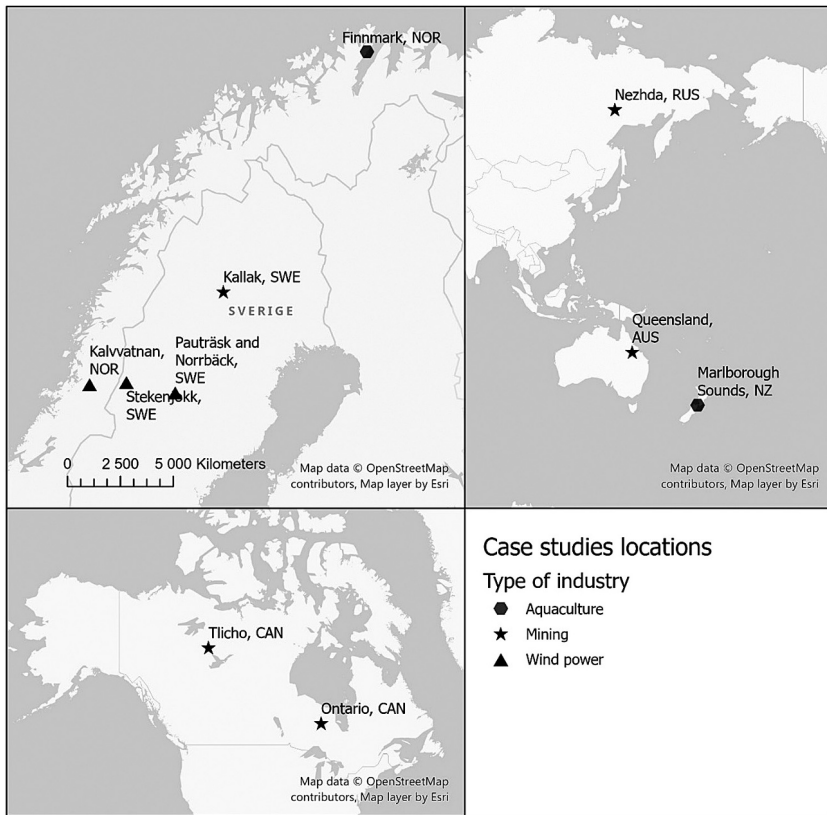 Finnmark, NOR
Kallak, SWE
SVERIGE
Kalvvatnan,
NOR
Pauträsk and
Norrbäck,
SWE
Stekenjokk,
SWE
0 2 500 5 000 Kilometers
Map data © OpenStreetMap
contributors, Map layer by Esri
Nezhda, RUS
Queensland,
AUS
Marlborough
Sounds, NZ
Map data © OpenStreetMap
contributors, Map layer by Esri
Tlicho, CAN
Ontario, CAN
Map data © OpenStreetMap
contributors, Map layer by Esri
Case studies locations
Type of industry
Aquaculture
Mining
Wind power